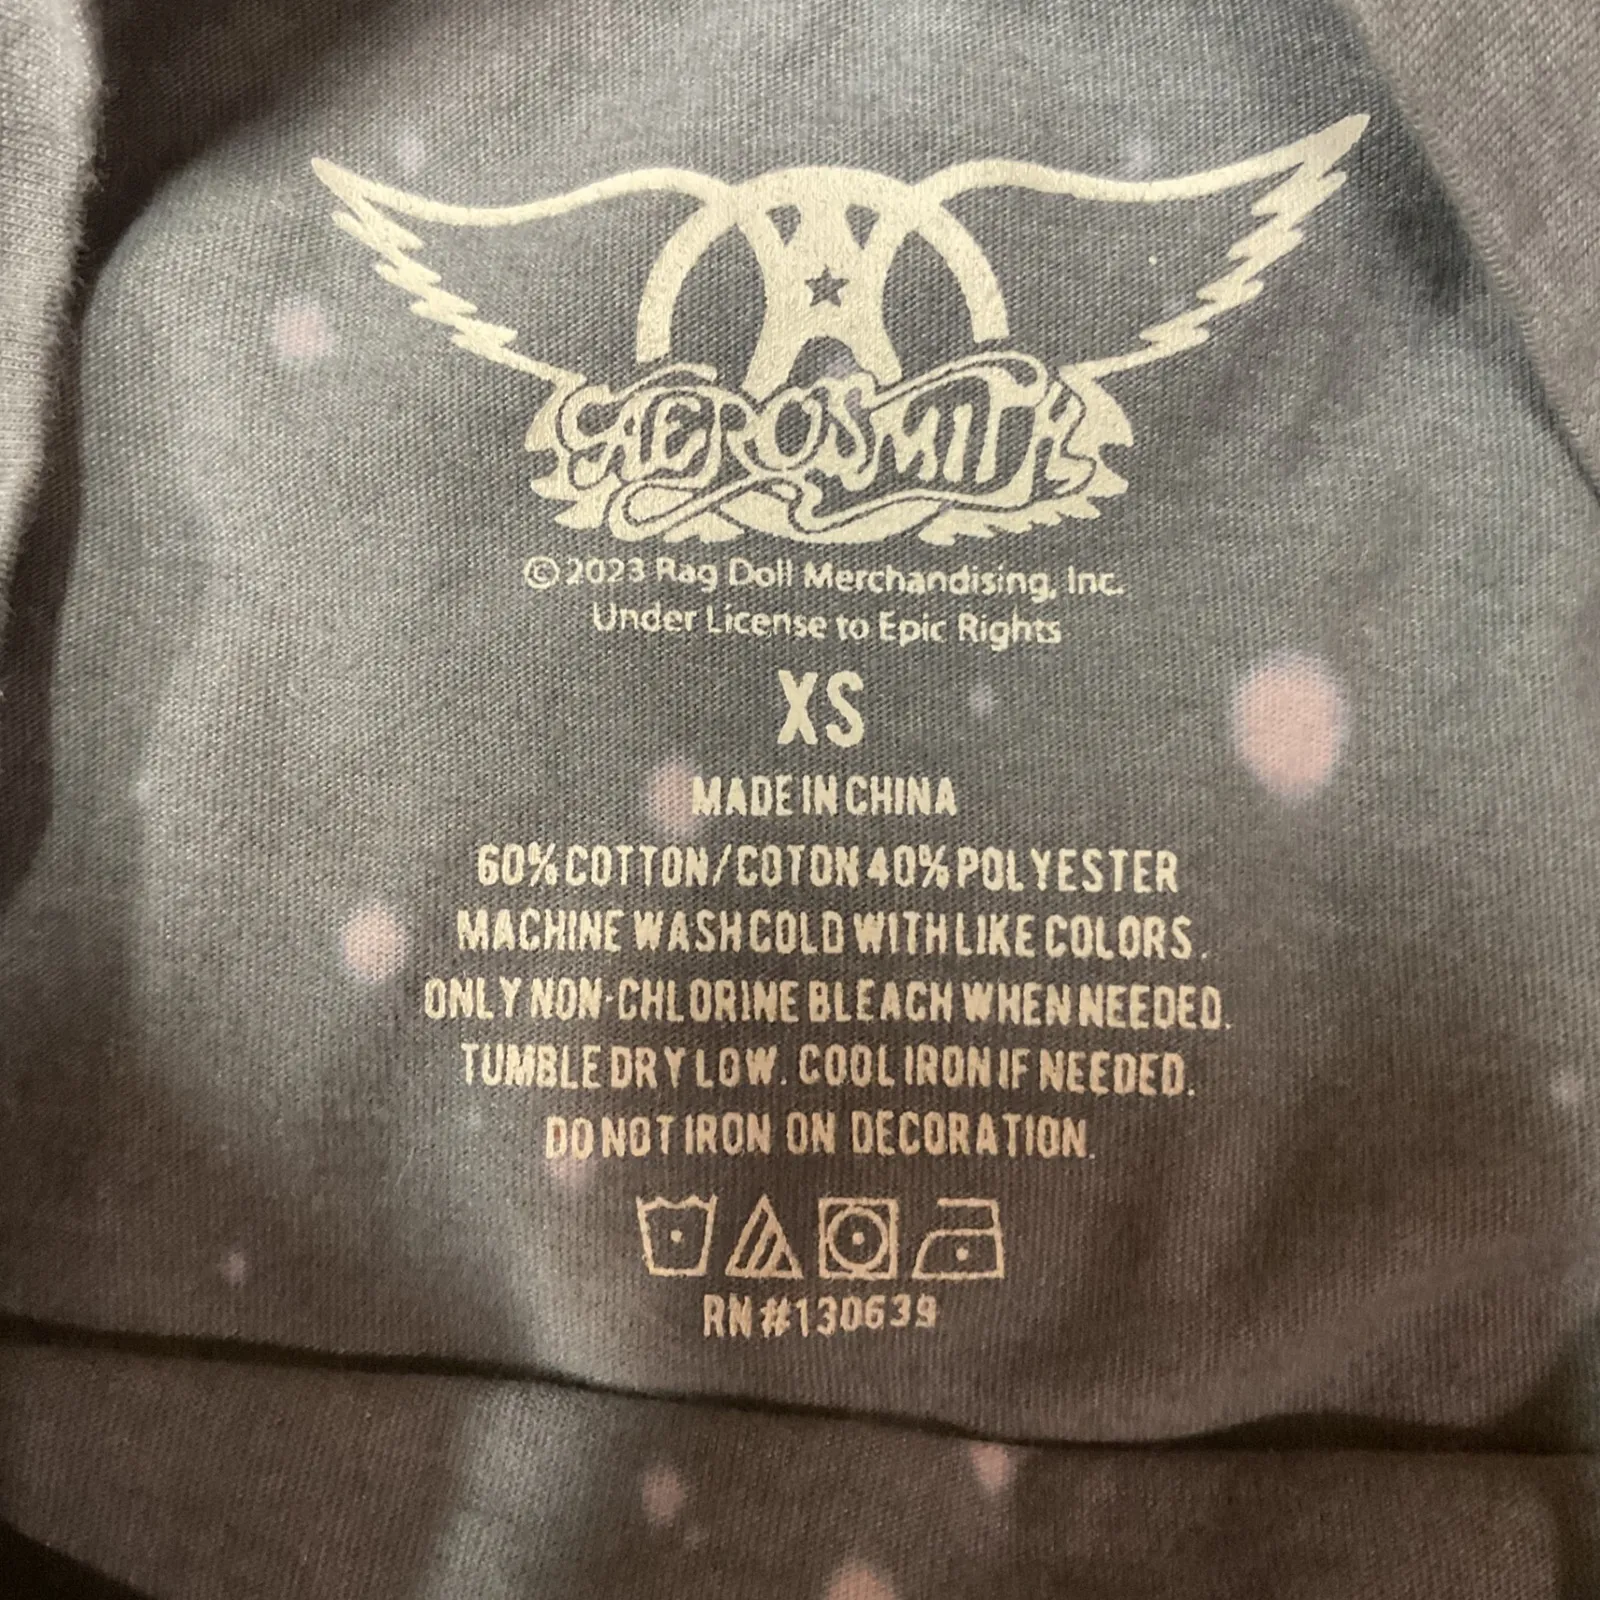 AEROSMITH
© 2023 Rag Doll Merchandising, Inc.
Under License to Epic Rights
XS
MADE IN CHINA
60% COTTON/COTON 40% POLYESTER
MACHINE WASH COLD WITH LIKE COLORS.
ONLY NON-CHLORINE BLEACH WHEN NEEDED.
TUMBLE DRY LOW. COOL IRON IF NEEDED.
DO NOT IRON ON DECORATION.
RN #130639